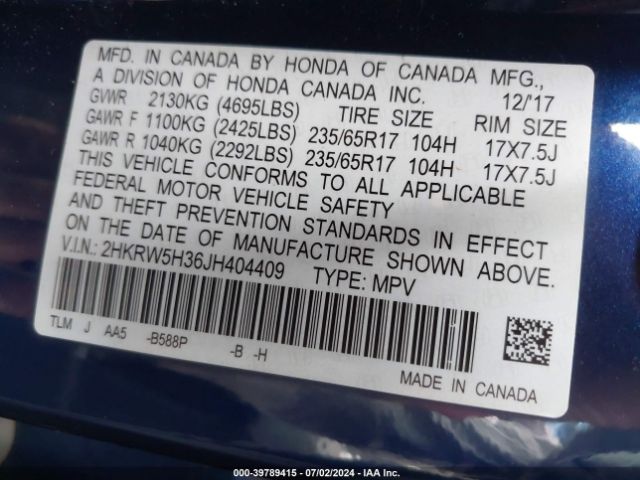 MFD. IN CANADA BY HONDA OF CANADA MFG.,
A DIVISION OF HONDA CANADA INC. 12/'17
GVWR 2130KG (4695LBS) TIRE SIZE RIM SIZE
GAWR F 1100KG (2425LBS) 235/65R17 104H 17X7.5J
GAWR R 1040KG (2292LBS) 235/65R17 104H 17X7.5J
THIS VEHICLE CONFORMS TO ALL APPLICABLE
FEDERAL MOTOR VEHICLE SAFETY
AND THEFT PREVENTION STANDARDS IN EFFECT
ON THE DATE OF MANUFACTURE SHOWN ABOVE.
V.I.N.: 2HKRW5H36JH404409 TYPE: MPV
TLM J AA5 -B588P -B -H
MADE IN CANADA
000-39789415 - 07/02/2024 - IAA Inc.